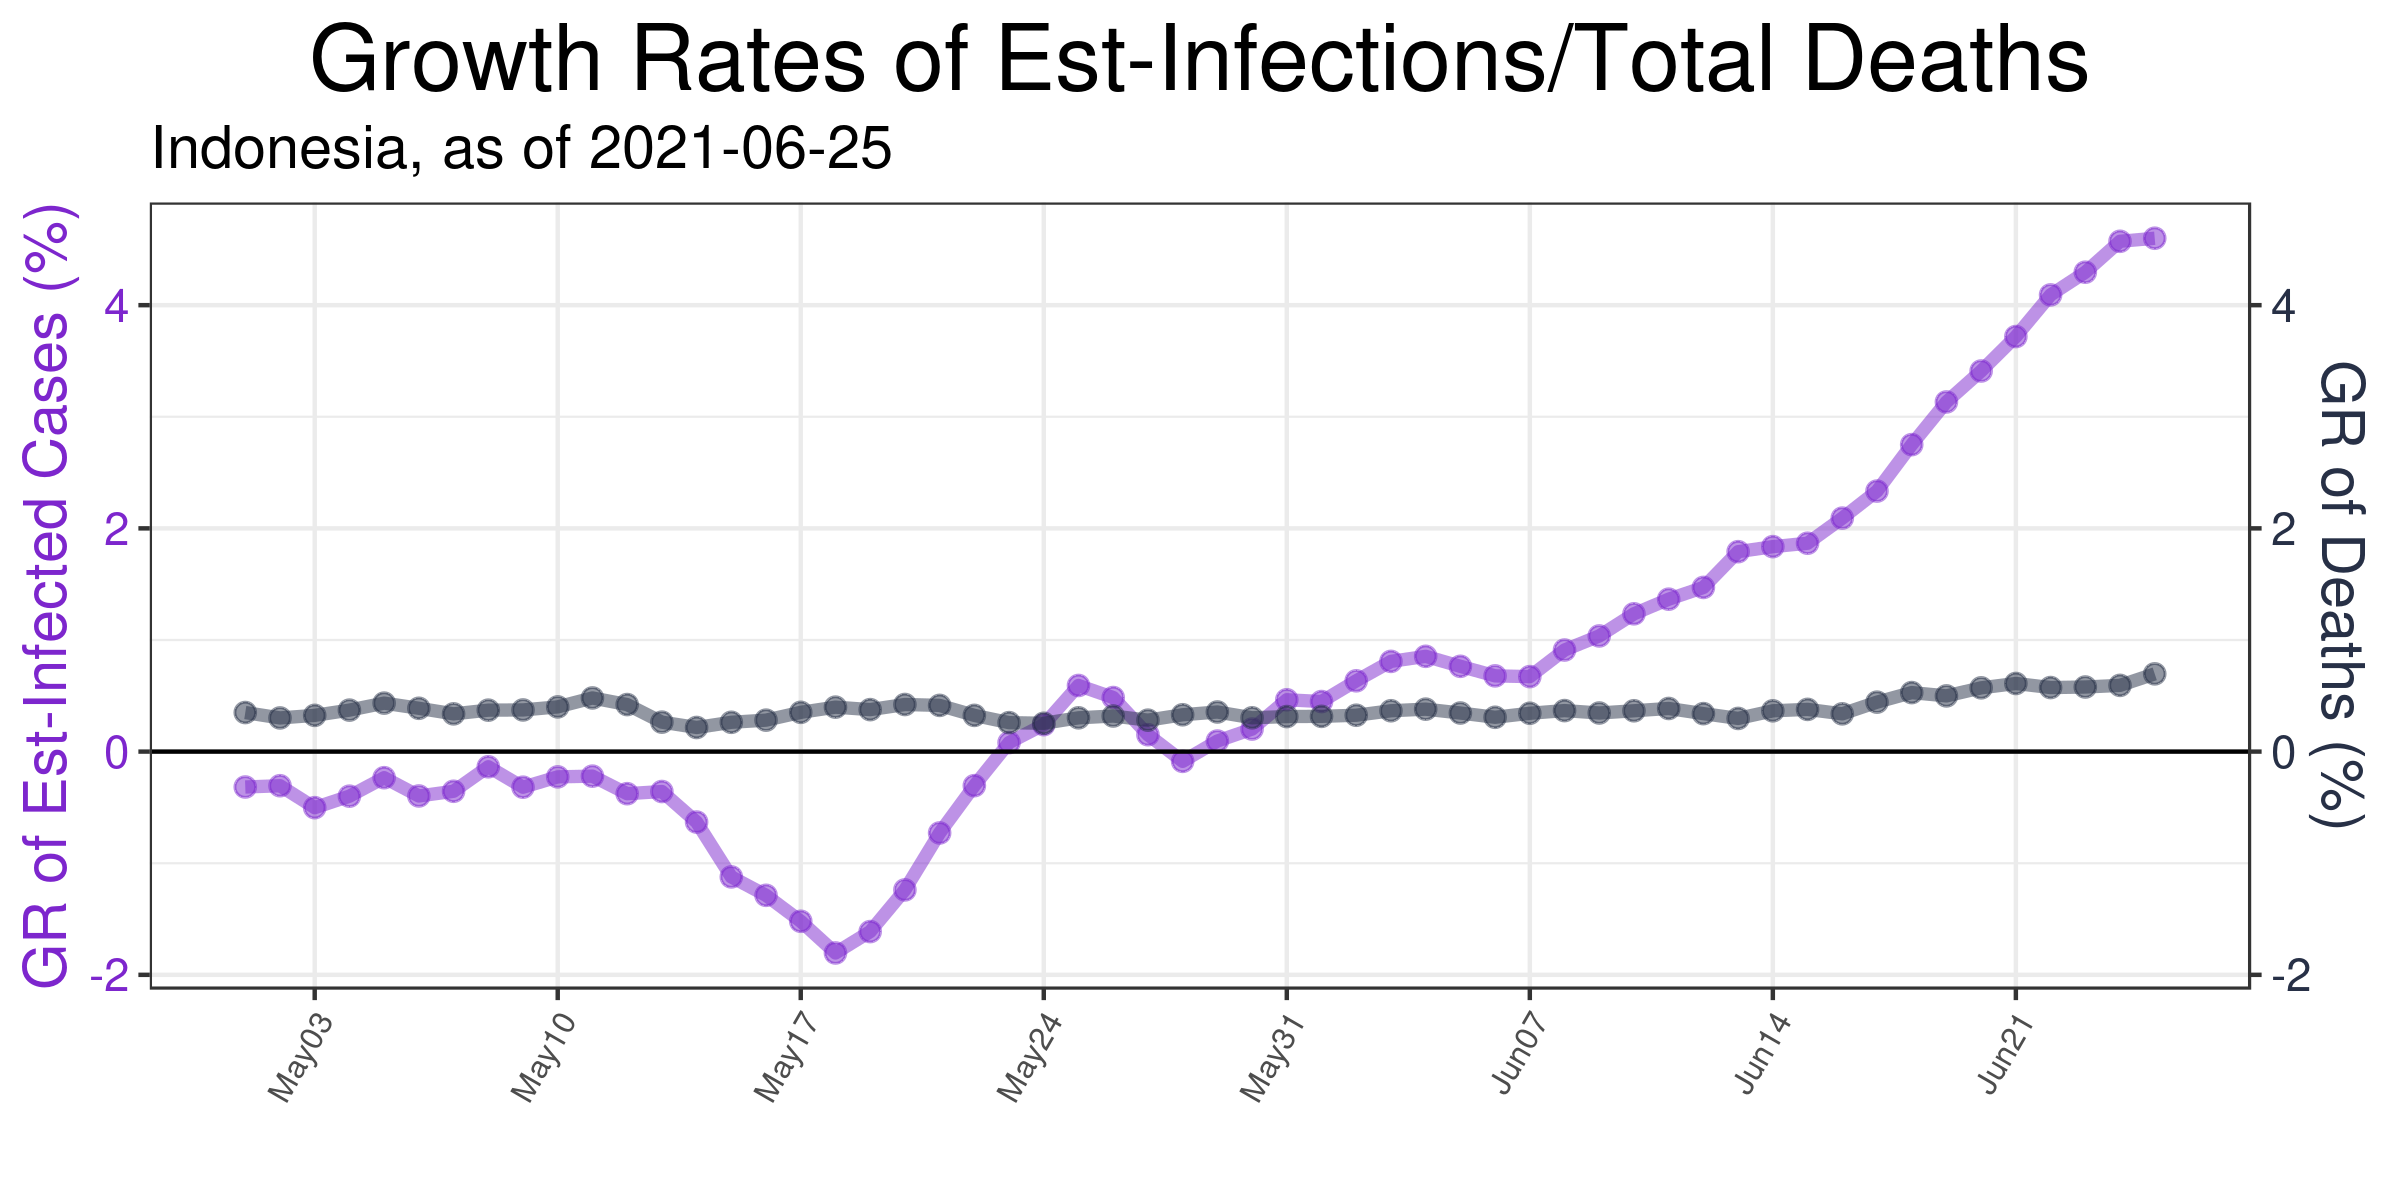 Growth Rates of Est-Infections/Total Deaths
Indonesia, as of 2021-06-25
GR of Est-Infected Cases (%)
4
2
0
-2
4
2
0
-2
GR of Deaths (%)
May03
May10
May17
May24
May31
Jun07
Jun14
Jun21